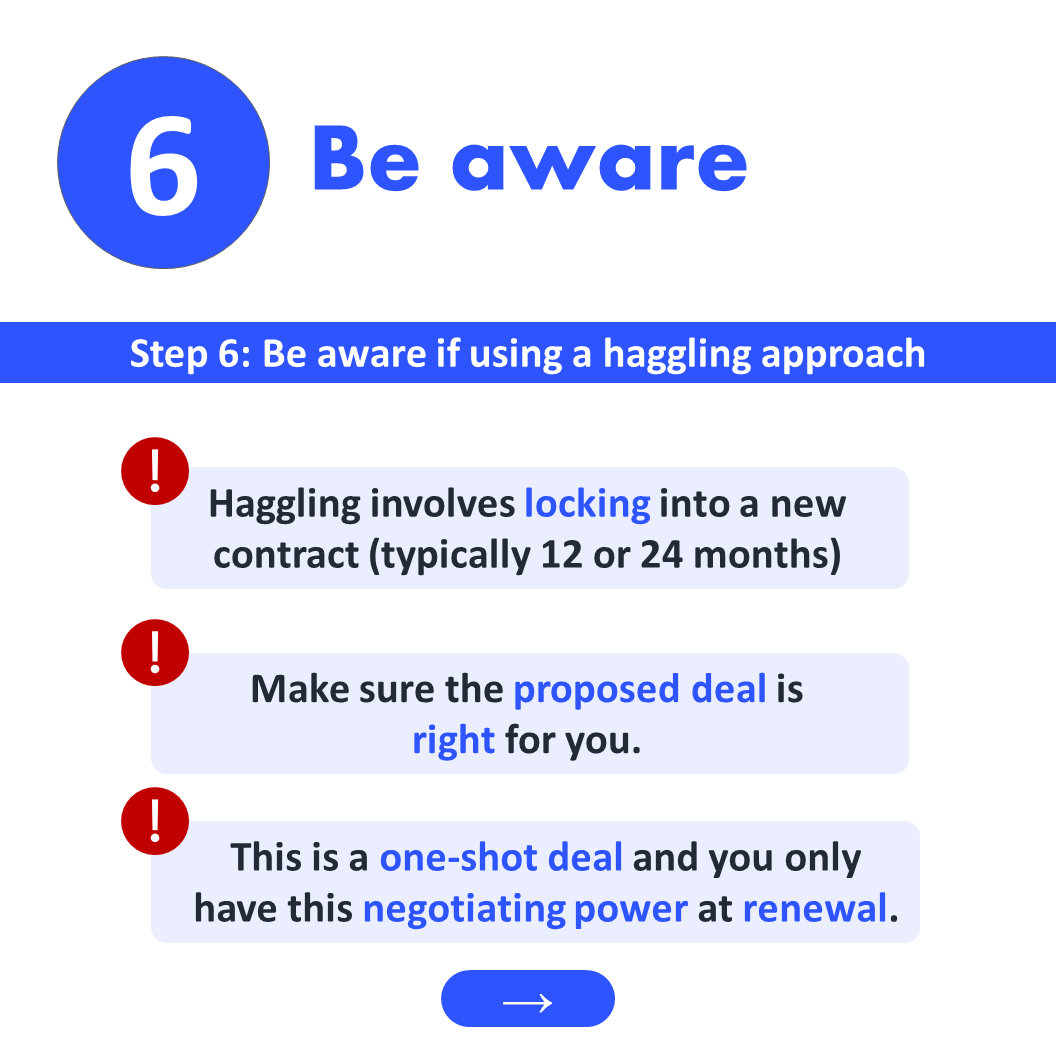 6
Be aware
Step 6: Be aware if using a haggling approach
!
Haggling involves locking into a new
contract (typically 12 or 24 months)
!
Make sure the proposed deal is
right for you.
!
This is a one-shot deal and you only
have this negotiating power at renewal.
→